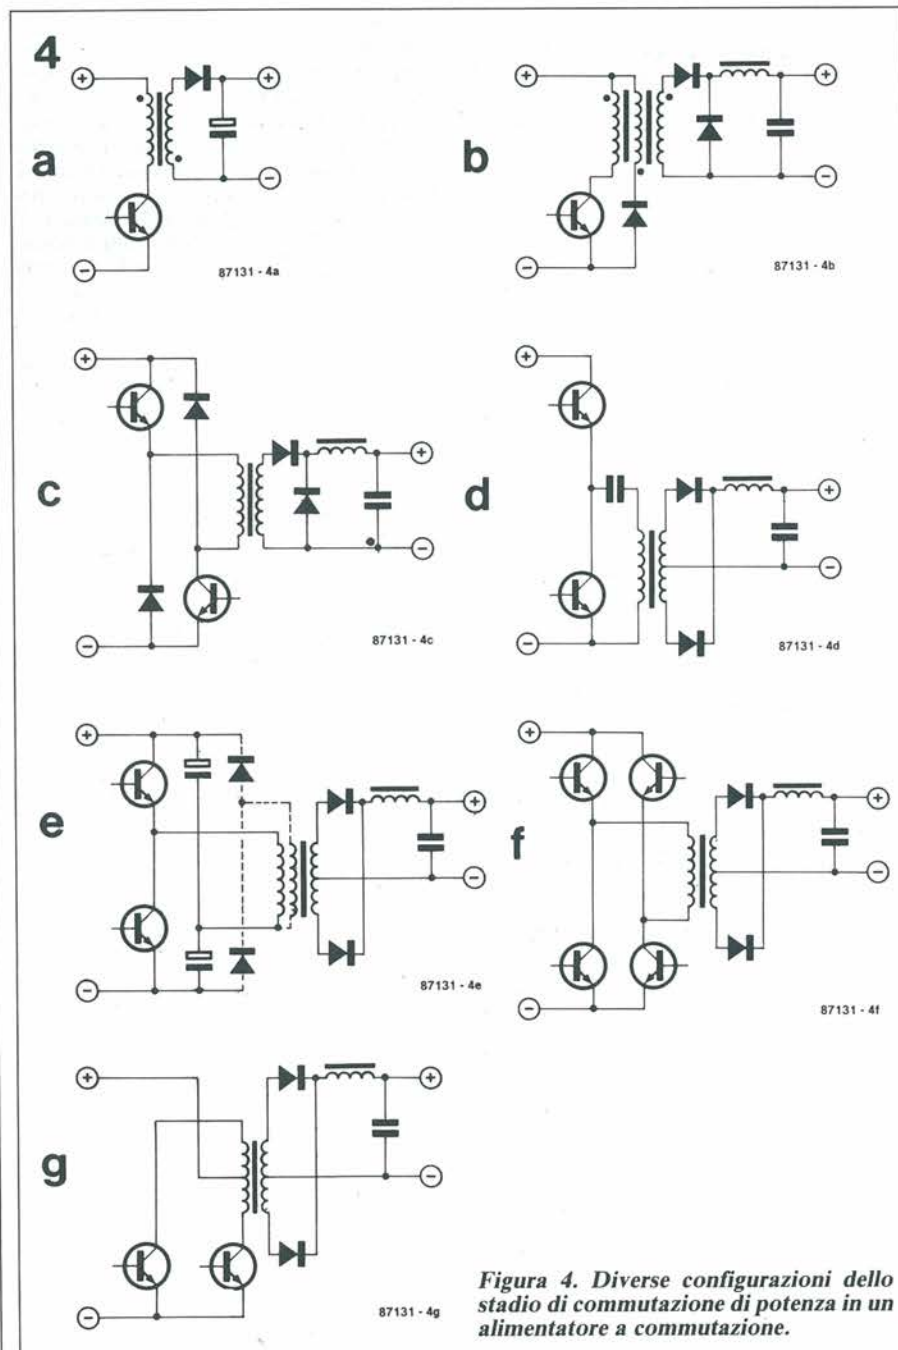 4
a
87131 - 4a
b
87131 - 4b
c
87131 - 4c
d
87131 - 4d
e
87131 - 4e
f
87131 - 4f
g
87131 - 4g
Figura 4. Diverse configurazioni dello
stadio di commutazione di potenza in un
alimentatore a commutazione.